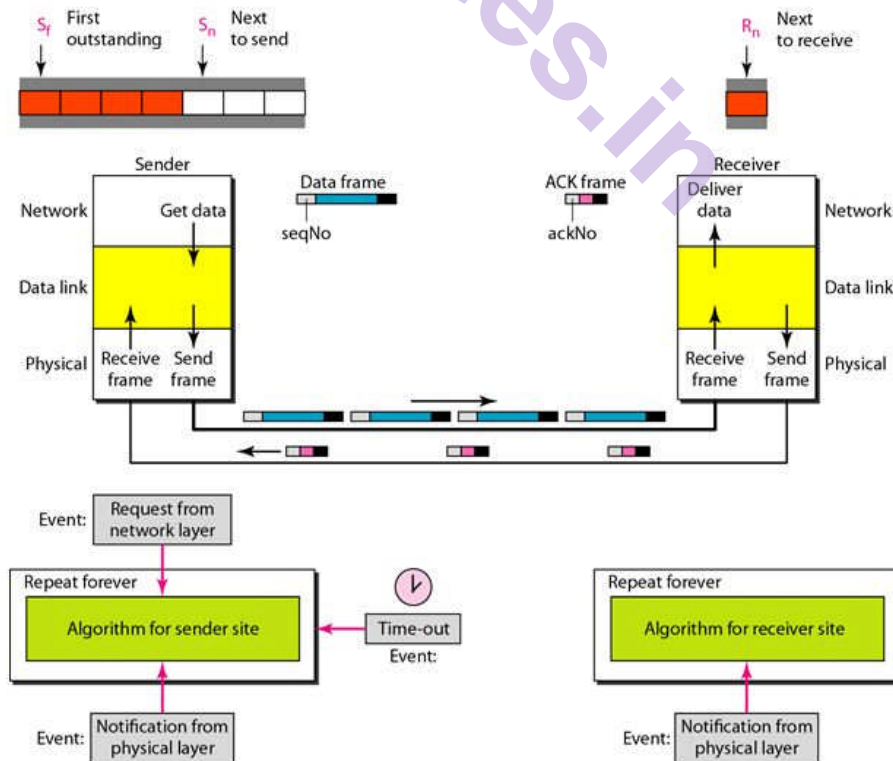 Sf First outstanding
Sn Next to send
Rn Next to receive
es.in
Sender
Receiver
Data frame
seqNo
ACK frame
ackNo
Network
Get data
Deliver data
Network
Data link
Data link
Physical
Receive frame
Send frame
Receive frame
Send frame
Physical
Event:
Request from network layer
Repeat forever
Algorithm for sender site
Time-out
Event:
Repeat forever
Algorithm for receiver site
Event:
Notification from physical layer
Event:
Notification from physical layer